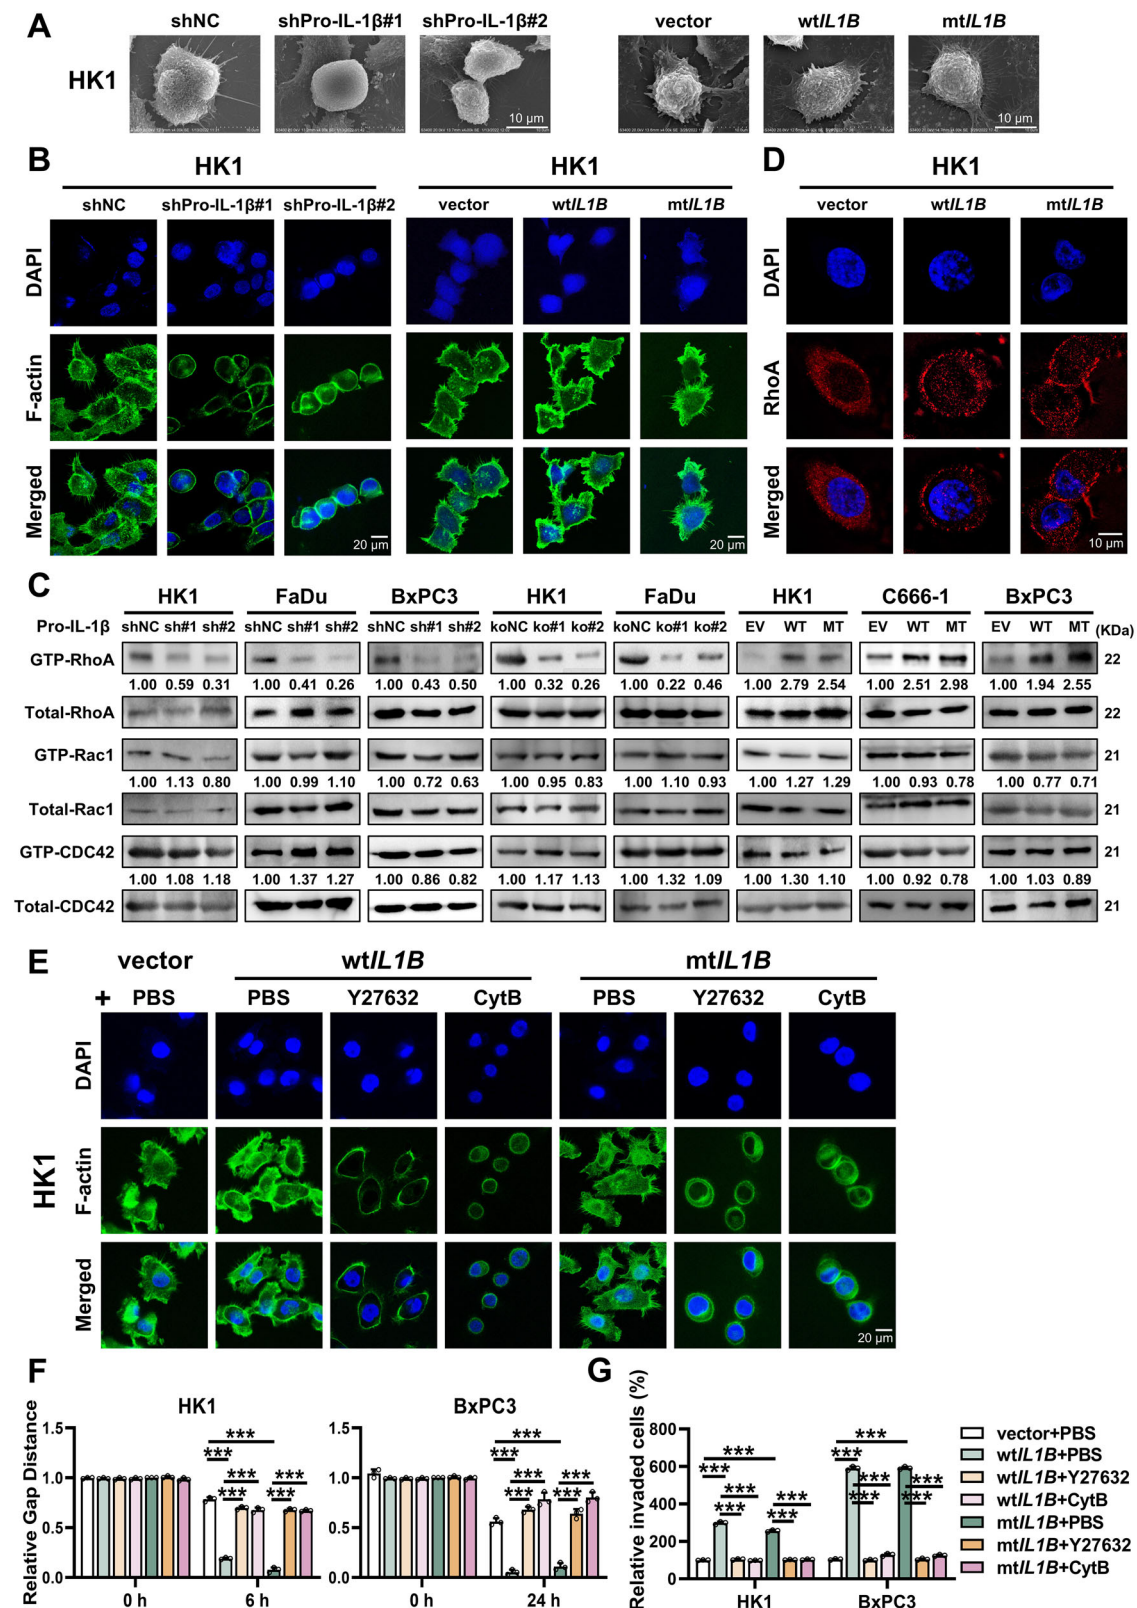 A
shNC shPro-IL-1β#1 shPro-IL-1β#2 vector wtIL1B mtIL1B
HK1
10 µm 10 µm
B D
HK1 HK1 HK1
shNC shPro-IL-1β#1 shPro-IL-1β#2 vector wtIL1B mtIL1B vector wtIL1B mtIL1B
DAPI DAPI
F-actin RhoA
Merged Merged
20 µm 20 µm 10 µm
C
HK1 FaDu BxPC3 HK1 FaDu HK1 C666-1 BxPC3
Pro-IL-1β shNC sh#1 sh#2 shNC sh#1 sh#2 shNC sh#1 sh#2 koNC ko#1 ko#2 koNC ko#1 ko#2 EV WT MT EV WT MT EV WT MT (KDa)
GTP-RhoA 22
1.00 0.59 0.31 1.00 0.41 0.26 1.00 0.43 0.50 1.00 0.32 0.26 1.00 0.22 0.46 1.00 2.79 2.54 1.00 2.51 2.98 1.00 1.94 2.55
Total-RhoA 22
GTP-Rac1 21
1.00 1.13 0.80 1.00 0.99 1.10 1.00 0.72 0.63 1.00 0.95 0.83 1.00 1.10 0.93 1.00 1.27 1.29 1.00 0.93 0.78 1.00 0.77 0.71
Total-Rac1 21
GTP-CDC42 21
1.00 1.08 1.18 1.00 1.37 1.27 1.00 0.86 0.82 1.00 1.17 1.13 1.00 1.32 1.09 1.00 1.30 1.10 1.00 0.92 0.78 1.00 1.03 0.89
Total-CDC42 21
E
vector wtIL1B mtIL1B
+ PBS PBS Y27632 CytB PBS Y27632 CytB
HK1
DAPI
F-actin
Merged
20 µm
F
HK1 BxPC3
Relative Gap Distance
1.5 1.5
1.0 1.0
0.5 0.5
0.0 0.0
*** *** *** *** *** ***
*** *** *** *** *** ***
0 h 6 h 0 h 24 h
G
Relative invaded cells (%)
800
600
400
200
0
*** *** *** *** *** ***
*** *** *** *** *** ***
HK1 BxPC3
vector+PBS
wtIL1B+PBS
wtIL1B+Y27632
wtIL1B+CytB
mtIL1B+PBS
mtIL1B+Y27632
mtIL1B+CytB